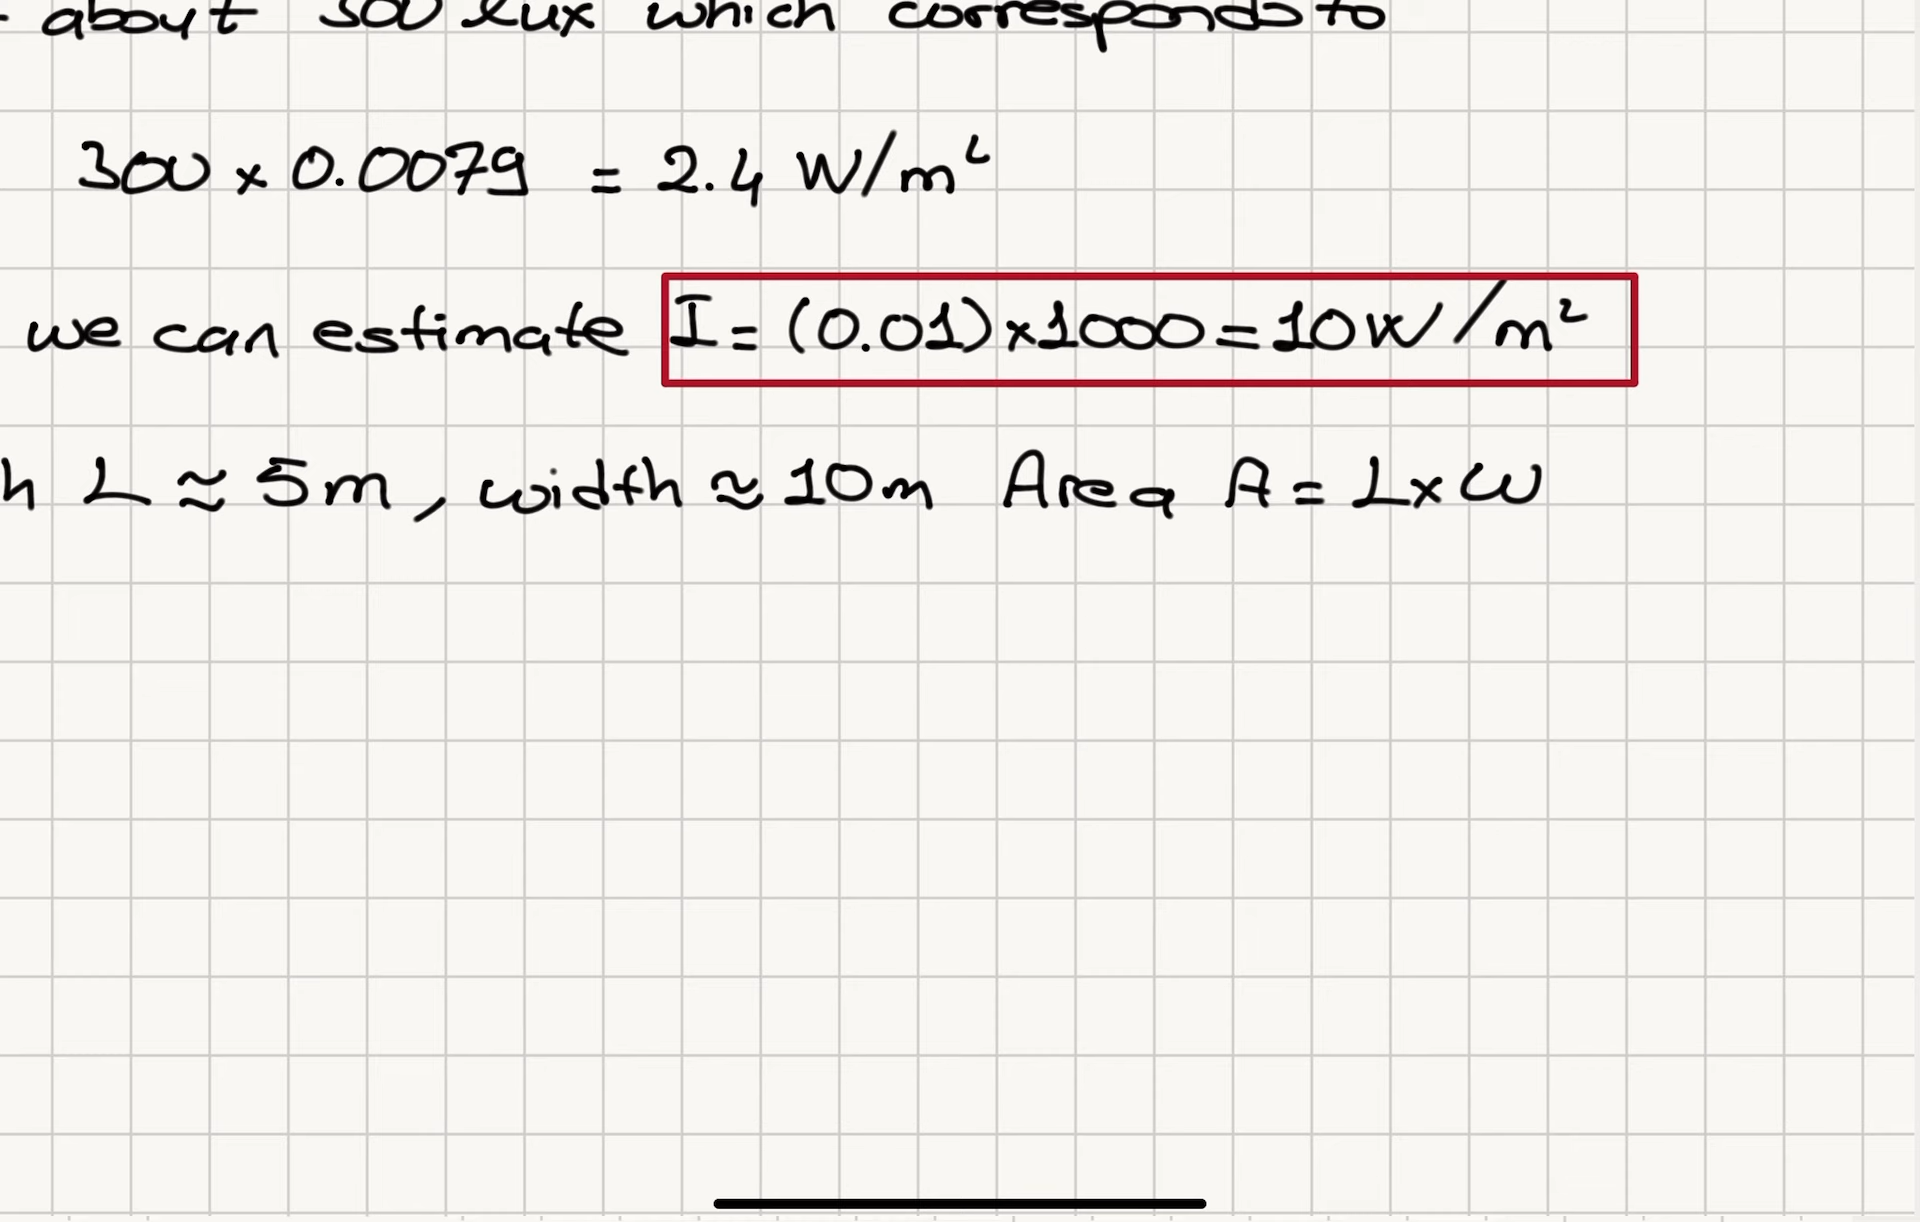 about 300 lux which corresponds to
300 × 0.0079 = 2.4 W/m²
we can estimate I = (0.01) × 1000 = 10 W/m²
h L ≈ 5m, width ≈ 10m Area A = L × W